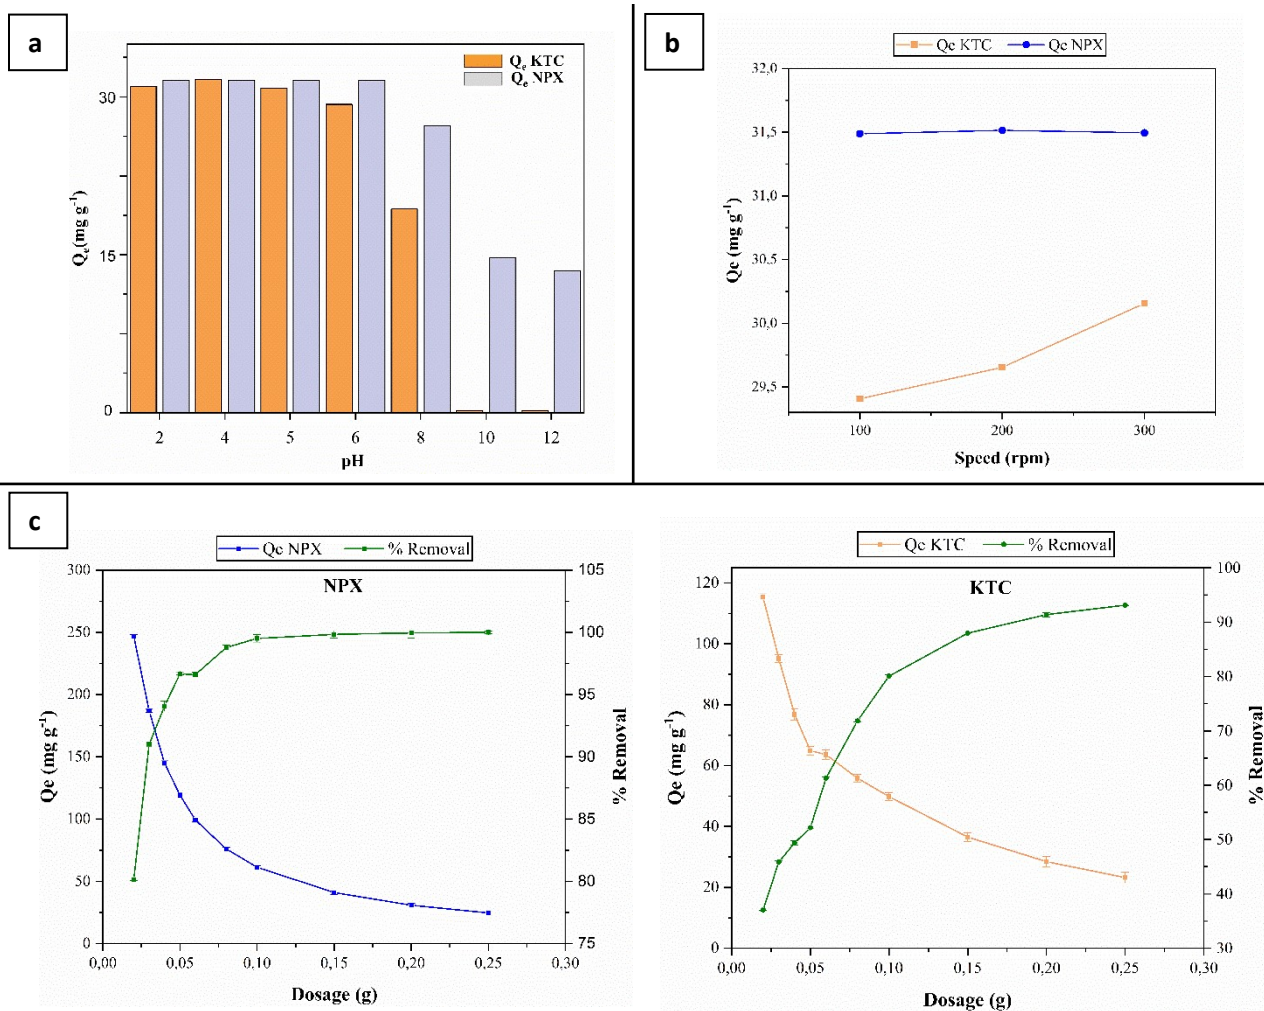 a
Qe KTC
Qe NPX
30
15
0
Qe(mg g-1)
2 4 5 6 8 10 12
pH
b
Qe KTC Qe NPX
32,0
31,5
31,0
30,5
30,0
29,5
Qe (mg g-1)
100 200 300
Speed (rpm)
c
Qe NPX % Removal
NPX
300
250
200
150
100
50
0
Qe (mg g-1)
105
100
95
90
85
80
75
% Removal
0,00 0,05 0,10 0,15 0,20 0,25 0,30
Dosage (g)
Qe KTC % Removal
KTC
120
100
80
60
40
20
0
Qe (mg g-1)
100
90
80
70
60
50
40
30
% Removal
0,00 0,05 0,10 0,15 0,20 0,25 0,30
Dosage (g)